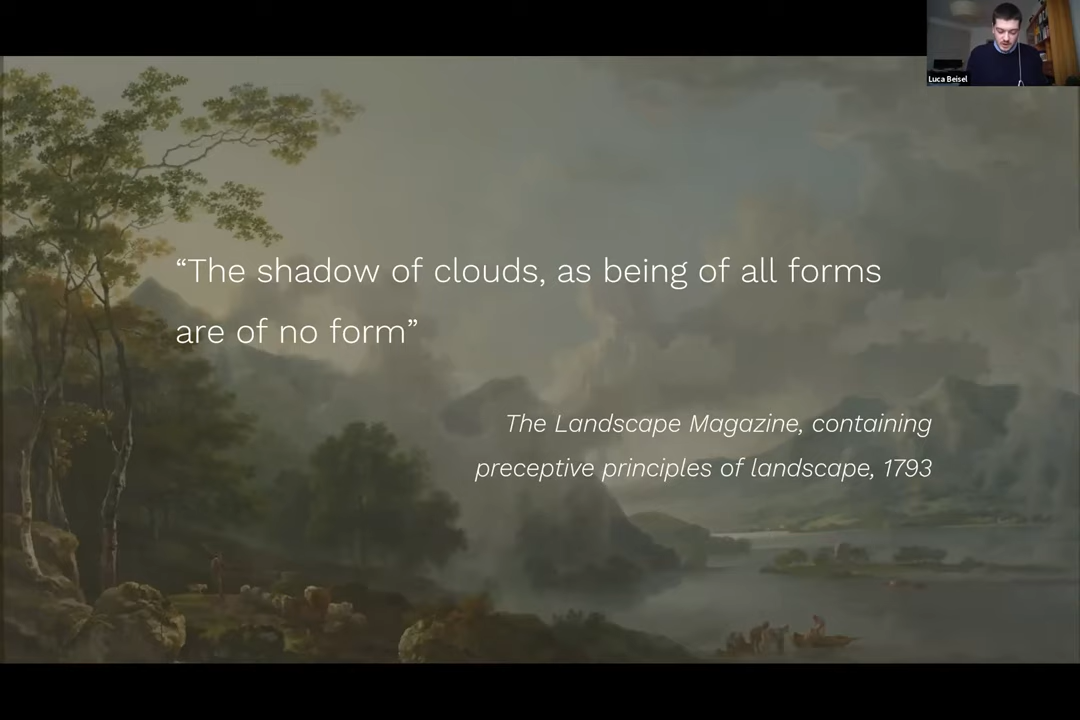 Luca Beisel
“The shadow of clouds, as being of all forms
are of no form”
The Landscape Magazine, containing
preceptive principles of landscape, 1793